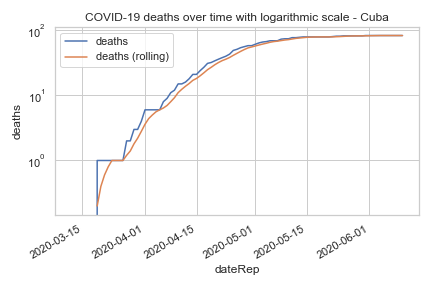 COVID-19 deaths over time with logarithmic scale - Cuba
deaths
deaths (rolling)
10²
10¹
10⁰
deaths
2020-03-15
2020-04-01
2020-04-15
2020-05-01
2020-05-15
2020-06-01
dateRep